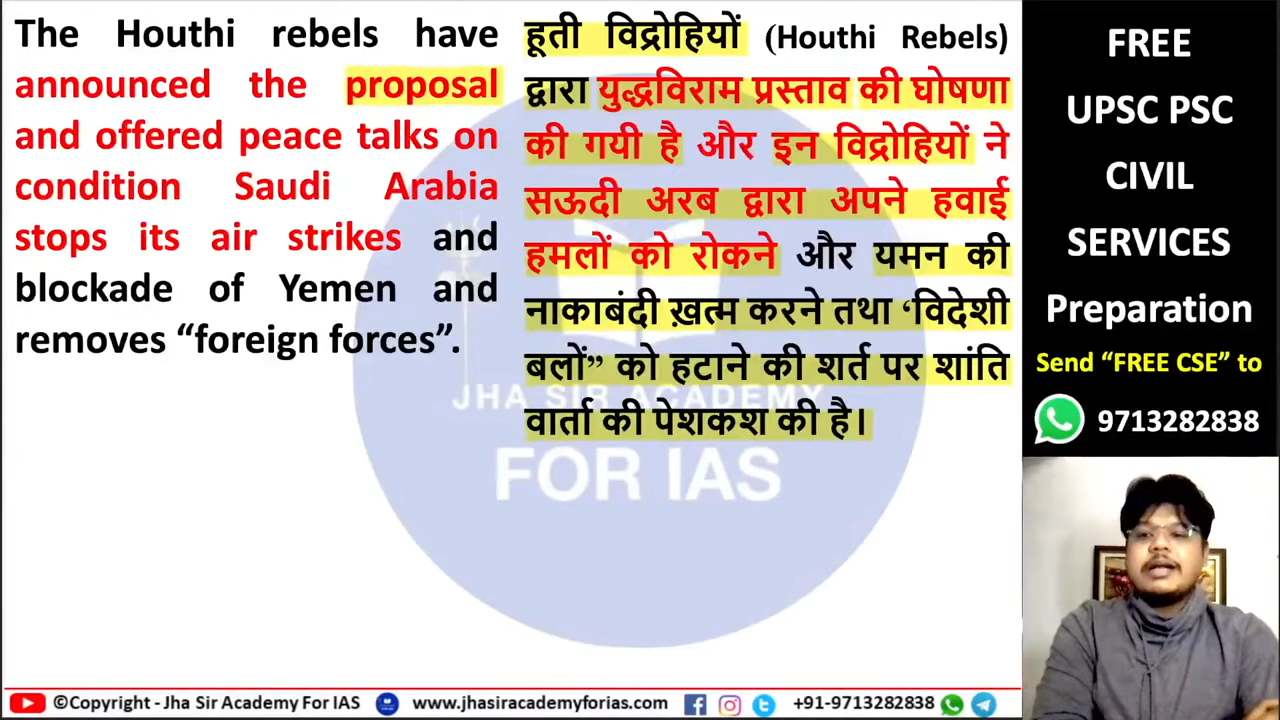 The Houthi rebels have
announced the proposal
and offered peace talks on
condition Saudi Arabia
stops its air strikes and
blockade of Yemen and
removes “foreign forces”.
हूती विद्रोहियों (Houthi Rebels)
द्वारा युद्धविराम प्रस्ताव की घोषणा
की गयी है और इन विद्रोहियों ने
सऊदी अरब द्वारा अपने हवाई
हमलों को रोकने और यमन की
नाकाबंदी ख़त्म करने तथा ‘विदेशी
बलों” को हटाने की शर्त पर शांति
वार्ता की पेशकश की है।
JHA SIR ACADEMY
FOR IAS
FREE
UPSC PSC
CIVIL
SERVICES
Preparation
Send “FREE CSE” to
9713282838
©Copyright - Jha Sir Academy For IAS www.jhasiracademyforias.com +91-9713282838